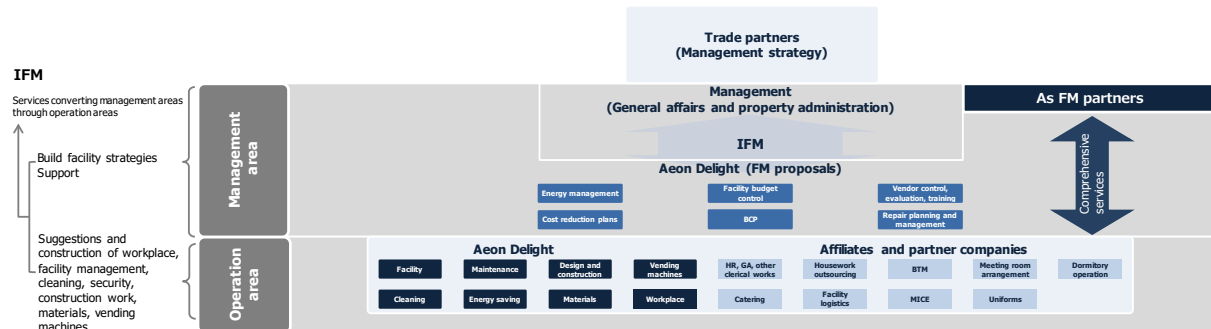 Trade partners
(Management strategy)
IFM
Services converting management areas
through operation areas
Build facility strategies
Support
Suggestions and
construction of workplace,
facility management,
cleaning, security,
construction work,
materials, vending
machines
Management
area
Operation
area
Management
(General affairs and property administration)
IFM
As FM partners
Comprehensive
services
Aeon Delight (FM proposals)
Energy management
Facility budget
control
Vendor control,
evaluation, training
Cost reduction plans
BCP
Repair planning and
management
Aeon Delight
Affiliates and partner companies
Facility
Maintenance
Design and
construction
Vending
machines
HR, GA, other
clerical works
Housework
outsourcing
BTM
Meeting room
arrangement
Dormitory
operation
Cleaning
Energy saving
Materials
Workplace
Catering
Facility
logistics
MICE
Uniforms